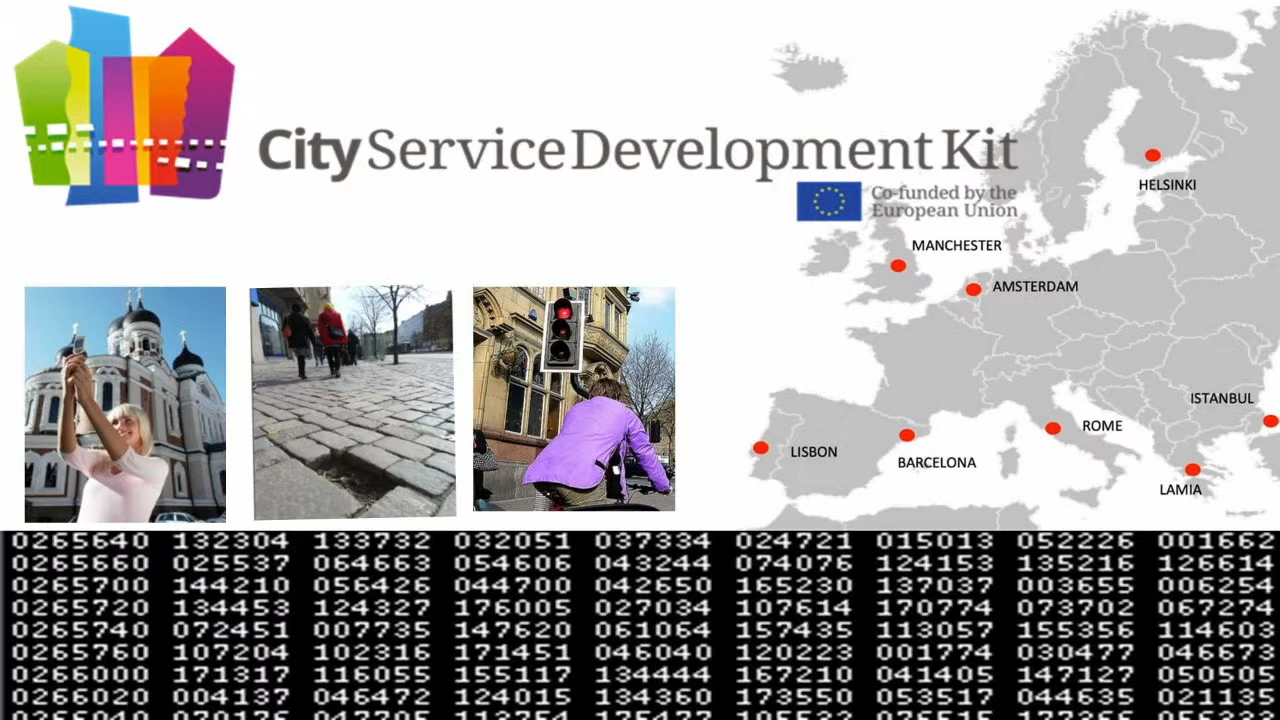 City Service Development Kit
Co-funded by the
European Union
HELSINKI
MANCHESTER
AMSTERDAM
ISTANBUL
ROME
LISBON
BARCELONA
LAMIA
0265640 132304 133732 032051 037334 024721 015013 052226 001662
0265660 025537 064663 054606 043244 074076 124153 135216 126614
0265700 144210 056426 044700 042650 165230 137037 003655 006254
0265720 134453 124327 176005 027034 107614 170774 073702 067274
0265740 072451 007735 147620 061064 157435 113057 155356 114603
0265760 107204 102316 171451 046040 120223 001774 030477 046673
0266000 171317 116055 155117 134444 167210 041405 147127 050505
0266020 004137 046472 124015 134360 173550 053517 044635 021135